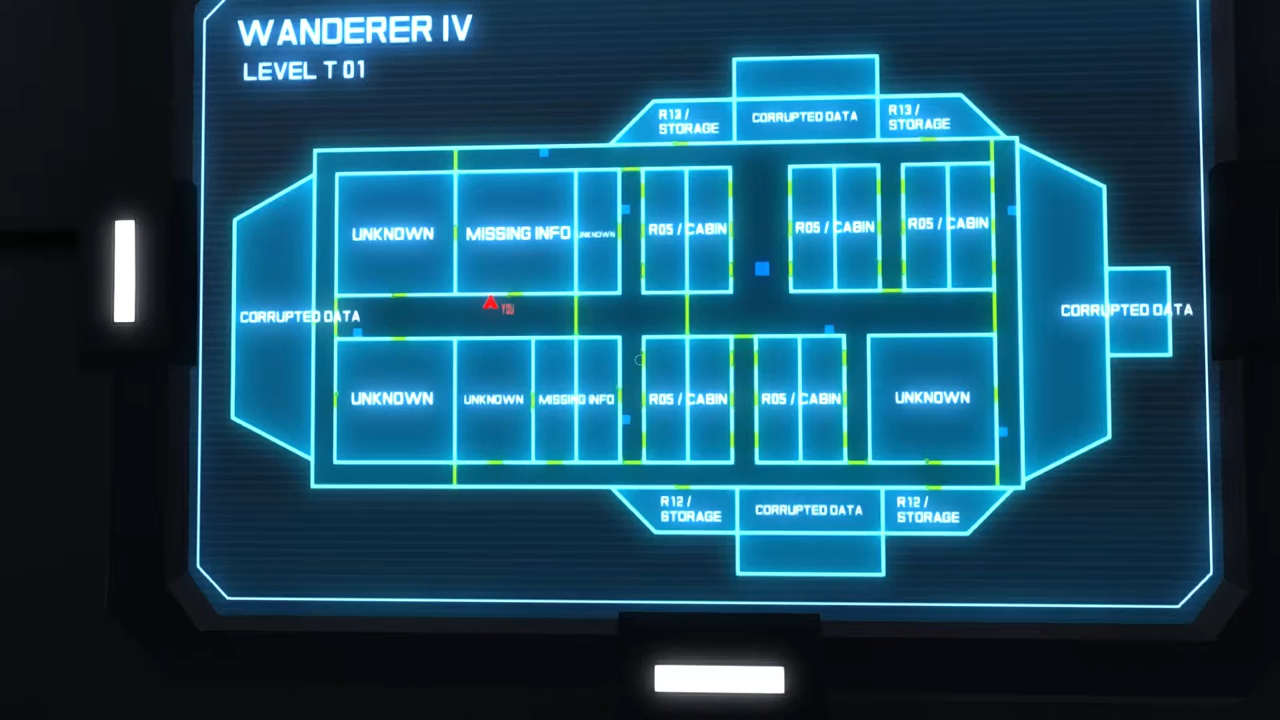 WANDERER IV
LEVEL T 01
R13 /
STORAGE
CORRUPTED DATA
R13 /
STORAGE
UNKNOWN
MISSING INFO
UNKNOWN
R05 / CABIN
R05 / CABIN
R05 / CABIN
YOU
CORRUPTED DATA
CORRUPTED DATA
UNKNOWN
UNKNOWN
MISSING INFO
R05 / CABIN
R05 / CABIN
UNKNOWN
R12 /
STORAGE
CORRUPTED DATA
R12 /
STORAGE